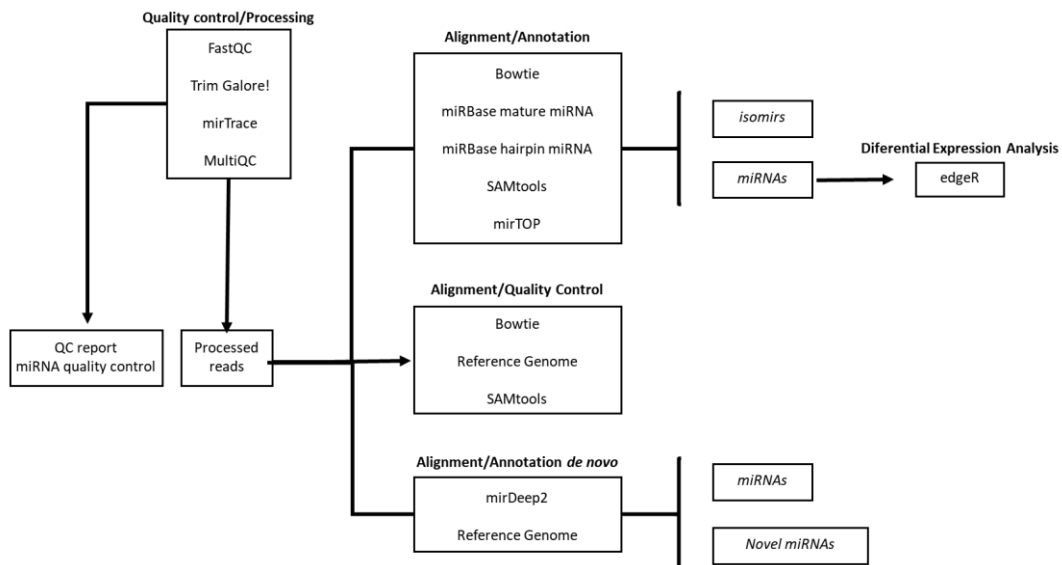 Quality control/Processing
FastQC
Trim Galore!
mirTrace
MultiQC
QC report
miRNA quality control
Processed
reads
Alignment/Annotation
Bowtie
miRBase mature miRNA
miRBase hairpin miRNA
SAMtools
mirTOP
isomirs
miRNAs
Diferential Expression Analysis
edgeR
Alignment/Quality Control
Bowtie
Reference Genome
SAMtools
Alignment/Annotation de novo
mirDeep2
Reference Genome
miRNAs
Novel miRNAs